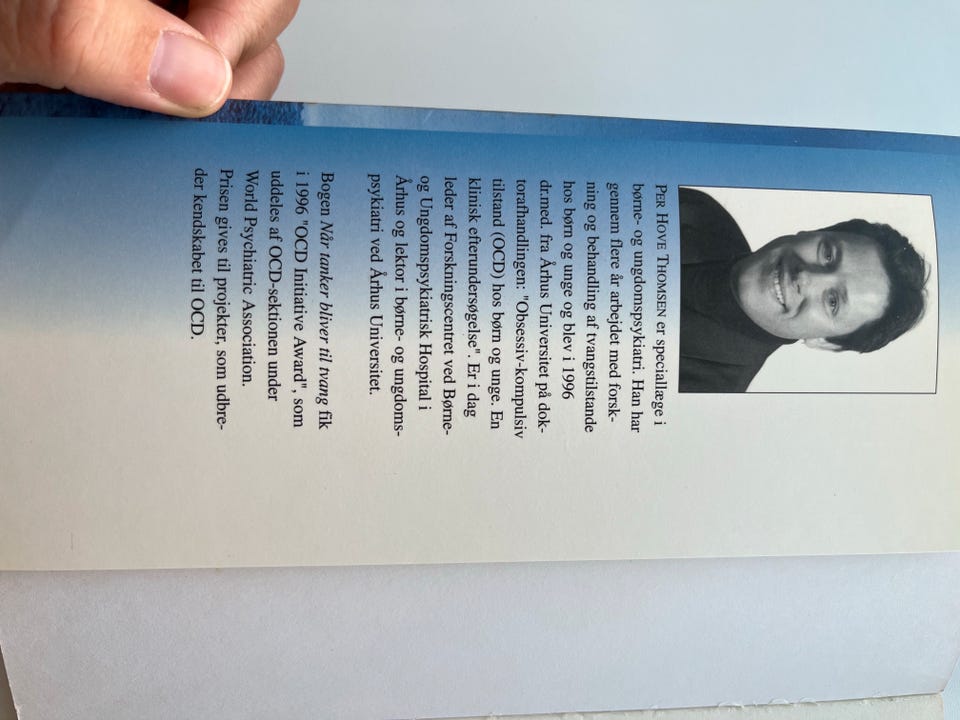 PER HOVE THOMSEN er speciallæge i
børne- og ungdomspsykiatri. Han har
gennem flere år arbejdet med forsk-
ning og behandling af tvangstilstande
hos børn og unge og blev i 1996
dr.med. fra Århus Universitet på dok-
torafhandlingen: "Obsessiv-kompulsiv
tilstand (OCD) hos børn og unge. En
klinisk efterundersøgelse". Er i dag
leder af Forskningscentret ved Børne-
og Ungdomspsykiatrisk Hospital i
Århus og lektor i børne- og ungdoms-
psykiatri ved Århus Universitet.
Bogen Når tanker bliver til tvang fik
i 1996 "OCD Initiative Award", som
uddeles af OCD-sektionen under
World Psychiatric Association.
Prisen gives til projekter, som udbre-
der kendskabet til OCD.